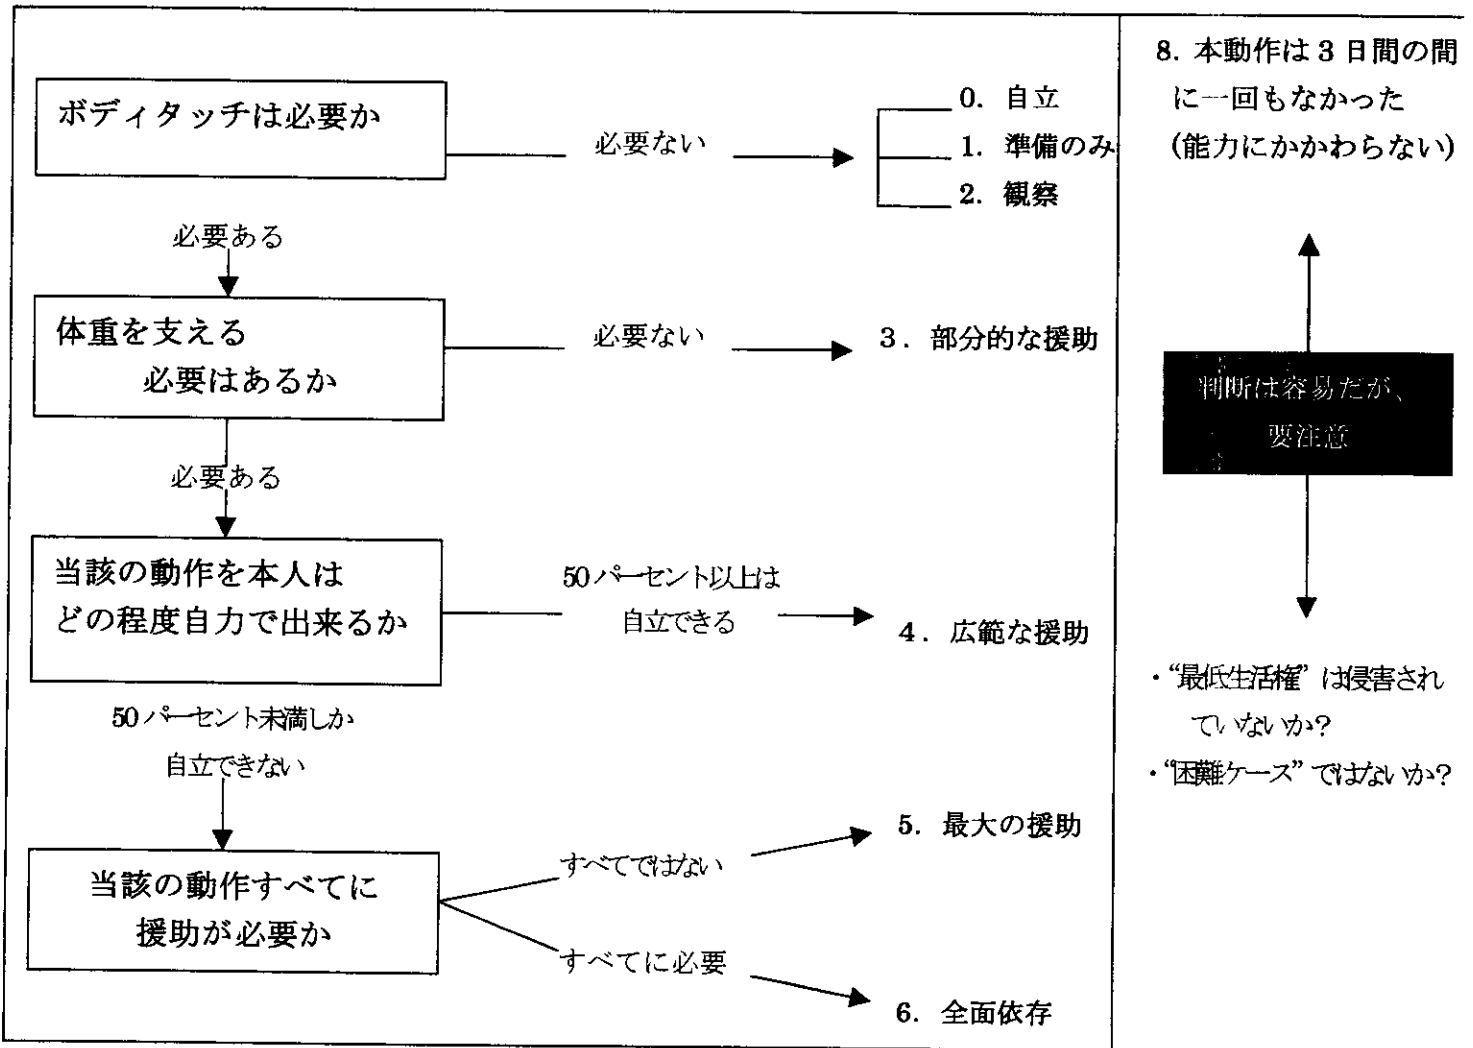 ボディタッチは必要か
必要ない
0. 自立
1. 準備のみ
2. 観察
必要ある
体重を支える
必要はあるか
必要ない
3. 部分的な援助
必要ある
当該の動作を本人は
どの程度自力で出来るか
50パーセント以上は
自立できる
4. 広範な援助
50パーセント未満しか
自立できない
当該の動作すべてに
援助が必要か
すべてではない
5. 最大の援助
すべてに必要
6. 全面依存
8. 本動作は3日間の間
に一回もなかった
(能力にかかわらない)
判断は容易だが、
要注意
・“最低生活権”は侵害され
ていないか?
・“困難ケース”ではないか?